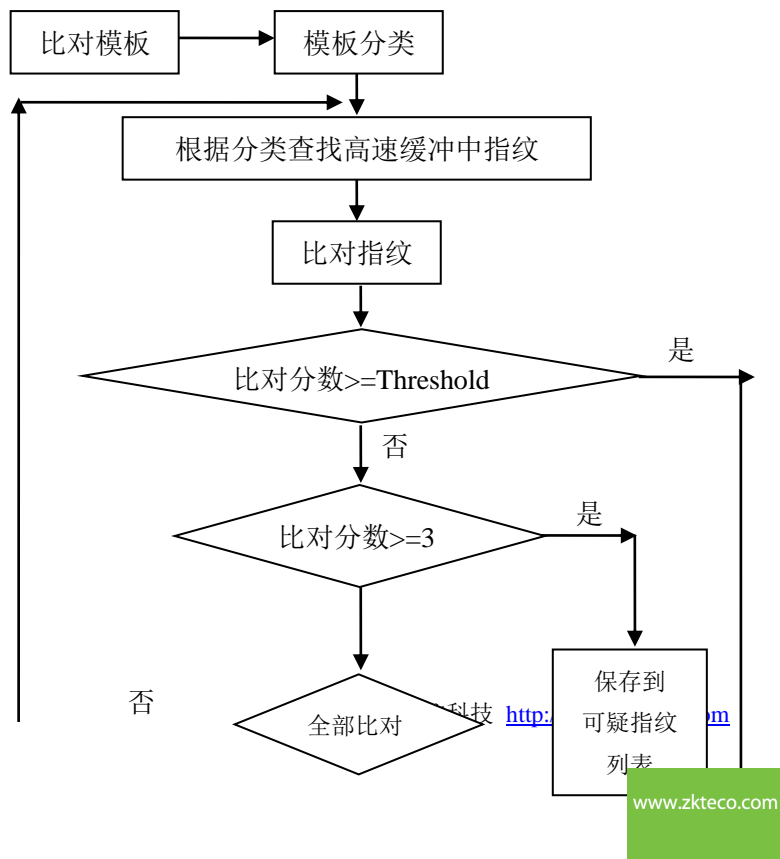 比对模板
模板分类
根据分类查找高速缓冲中指纹
比对指纹
比对分数>=Threshold
是
否
比对分数>=3
是
否
全部比对
科技 http:
保存到
可疑指纹
列表
www.zkteco.com